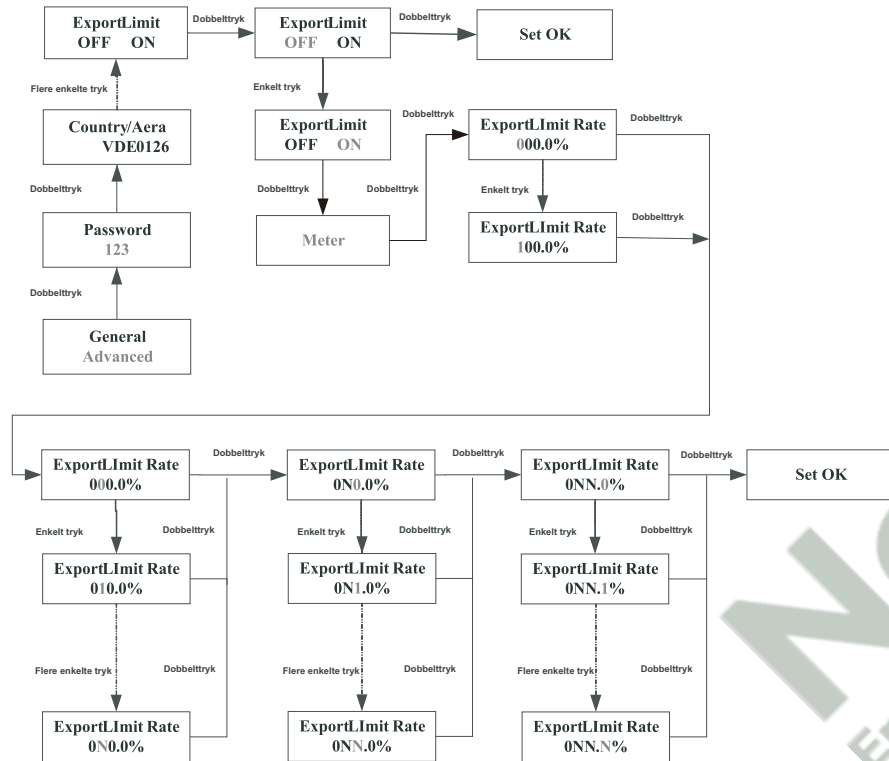 ExportLimit
OFF ON
Dobbelttryk
ExportLimit
OFF ON
Dobbelttryk
Set OK
Flere enkelte tryk
Enkelt tryk
Country/Aera
VDE0126
ExportLimit
OFF ON
Dobbelttryk
ExportLImit Rate
000.0%
Dobbelttryk
Dobbelttryk
Dobbelttryk
Dobbelttryk
Enkelt tryk
Password
123
Meter
ExportLImit Rate
100.0%
Dobbelttryk
Dobbelttryk
General
Advanced
ExportLImit Rate
000.0%
Dobbelttryk
ExportLImit Rate
0N0.0%
Dobbelttryk
ExportLImit Rate
0NN.0%
Dobbelttryk
Set OK
Enkelt tryk
Dobbelttryk
Enkelt tryk
Dobbelttryk
Enkelt tryk
Dobbelttryk
ExportLImit Rate
010.0%
ExportLImit Rate
0N1.0%
ExportLImit Rate
0NN.1%
Flere enkelte tryk
Dobbelttryk
Flere enkelte tryk
Dobbelttryk
Flere enkelte tryk
Dobbelttryk
ExportLImit Rate
0N0.0%
ExportLImit Rate
0NN.0%
ExportLImit Rate
0NN.N%